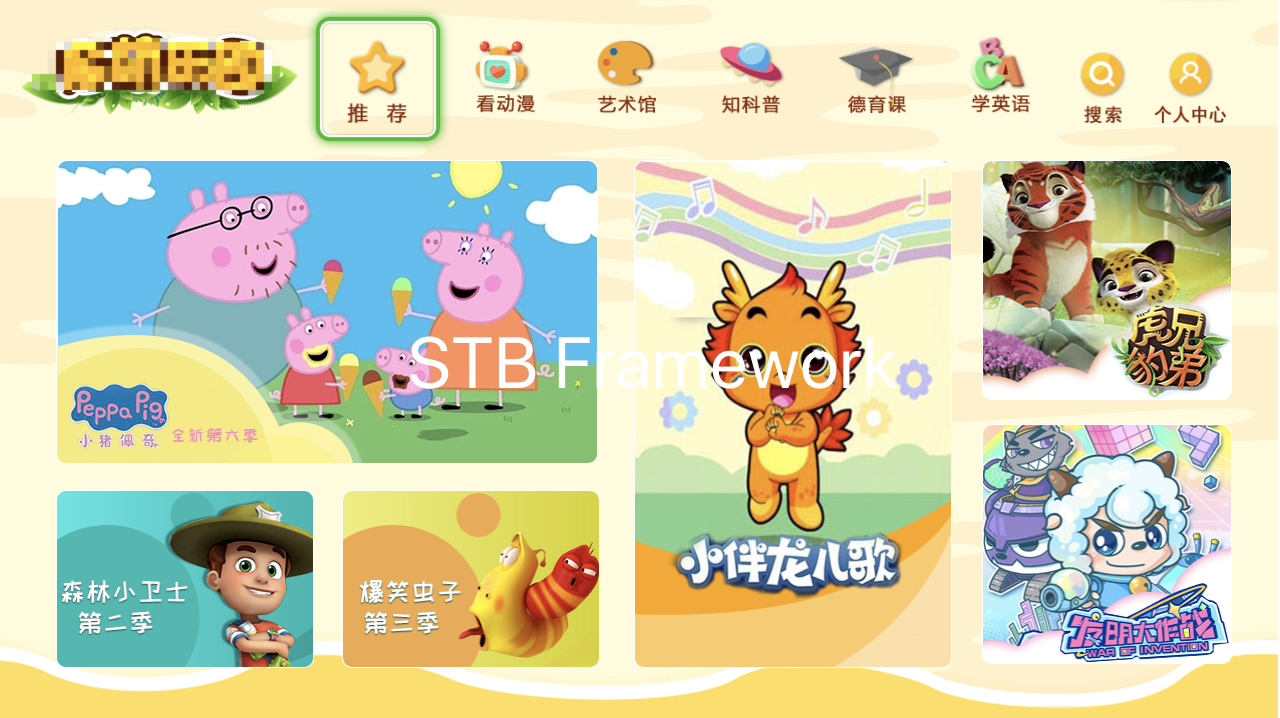 推 荐
看动漫
艺术馆
知科普
德育课
BCA
学英语
搜索
个人中心
Peppa Pig
小猪佩奇
全新第六季
STB Framework
小伴龙儿歌
虎兄
豹弟
森林小卫士
第二季
爆笑虫子
第三季
发明大作战
WAR OF INVENTION